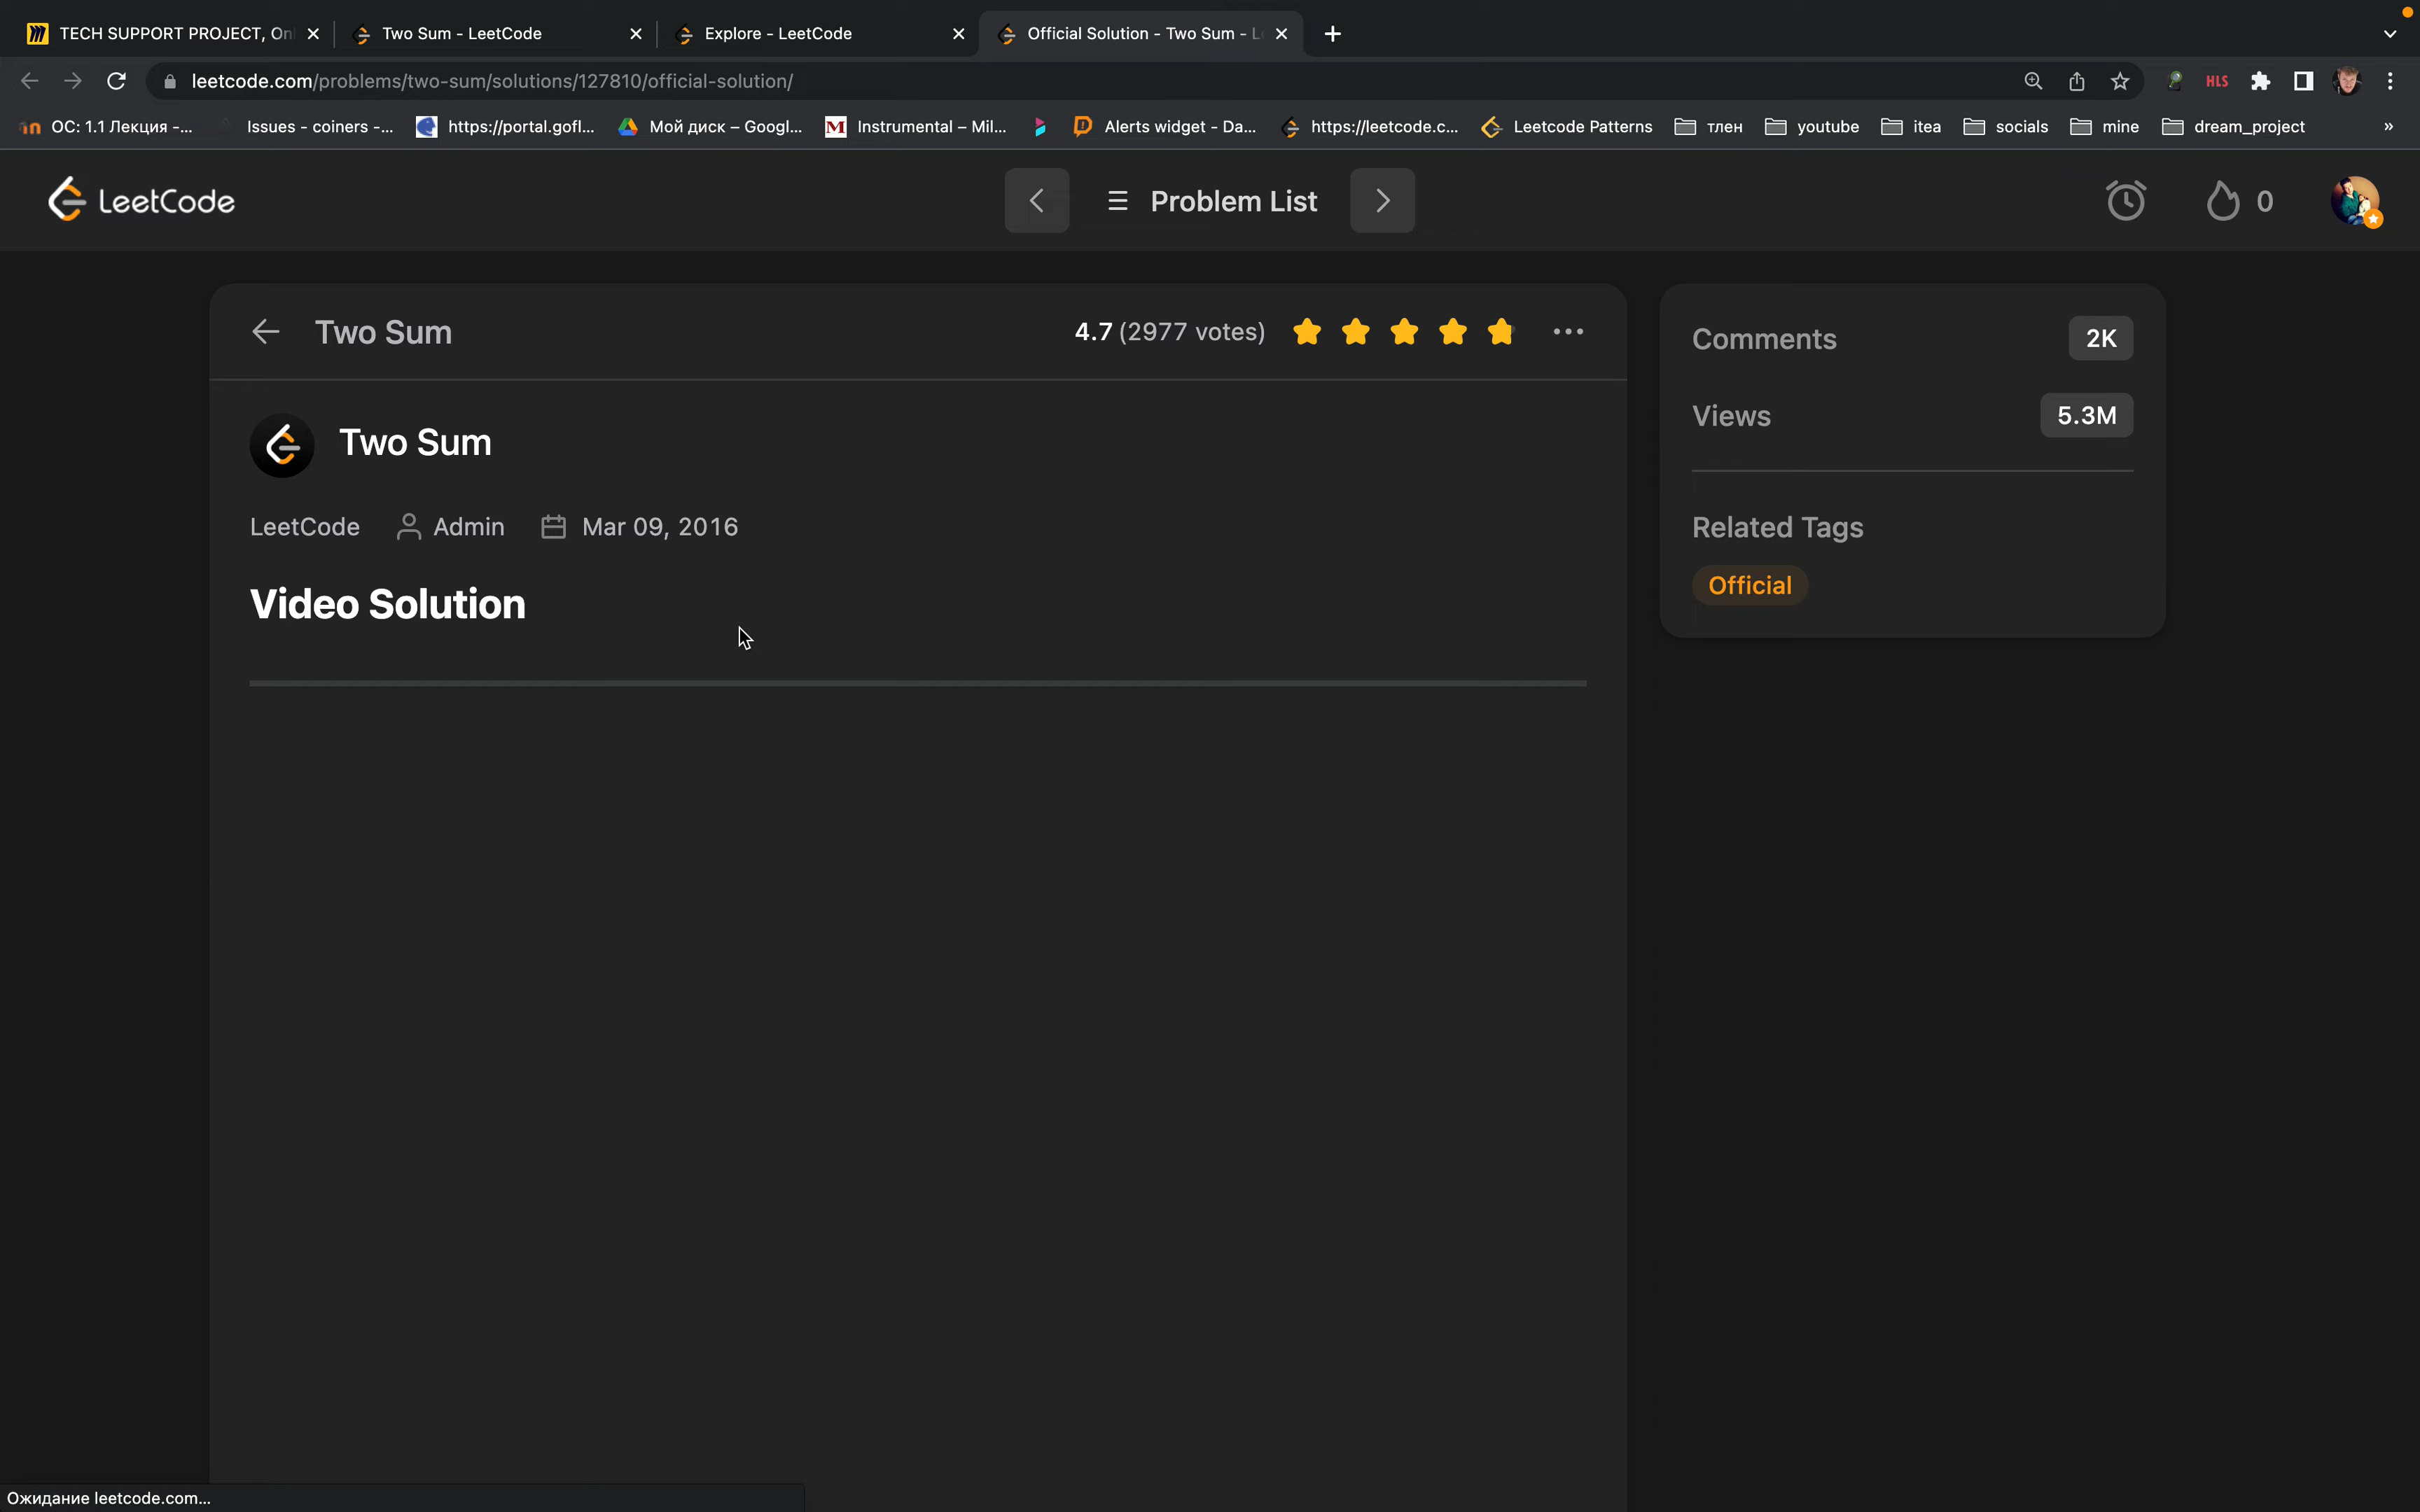 TECH SUPPORT PROJECT, On
Two Sum - LeetCode
Explore - LeetCode
Official Solution - Two Sum - L
leetcode.com/problems/two-sum/solutions/127810/official-solution/
HLS
ОС: 1.1 Лекция -...
Issues - coiners -...
https://portal.gofl...
Мой диск – Googl...
Instrumental – Mil...
Alerts widget - Da...
https://leetcode.c...
Leetcode Patterns
тлен
youtube
itea
socials
mine
dream_project
»
LeetCode
Problem List
0
Two Sum
4.7 (2977 votes)
Two Sum
LeetCode
Admin
Mar 09, 2016
Video Solution
Comments
2K
Views
5.3M
Related Tags
Official
Ожидание leetcode.com...